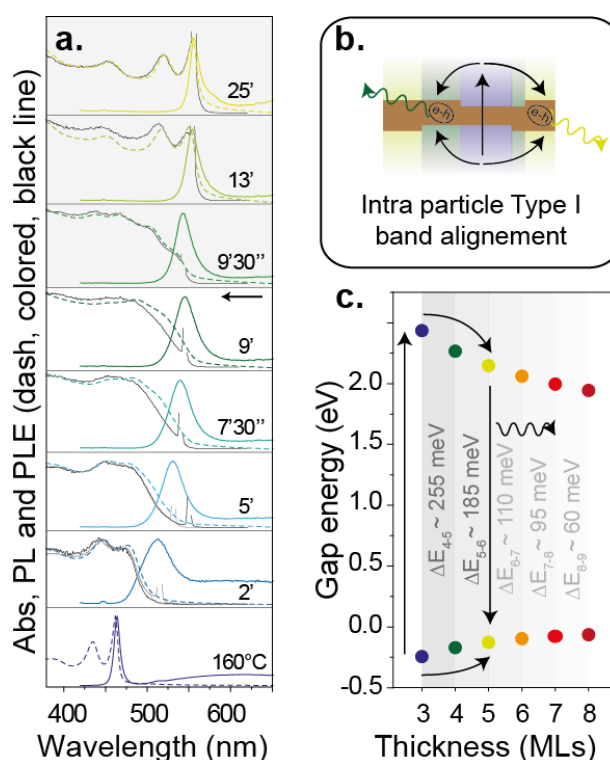 a.
Abs, PL and PLE (dash, colored, black line)
25'
13'
9'30''
9'
7'30''
5'
2'
160°C
400 500 600
Wavelength (nm)
b.
e-h
e-h
Intra particle Type I
band alignement
c.
Gap energy (eV)
2.0
1.5
1.0
0.5
0.0
-0.5
ΔE4-5~ 255 meV
ΔE5-6~ 185 meV
ΔE6-7~ 110 meV
ΔE7-8~ 95 meV
ΔE8-9~ 60 meV
3 4 5 6 7 8
Thickness (MLs)